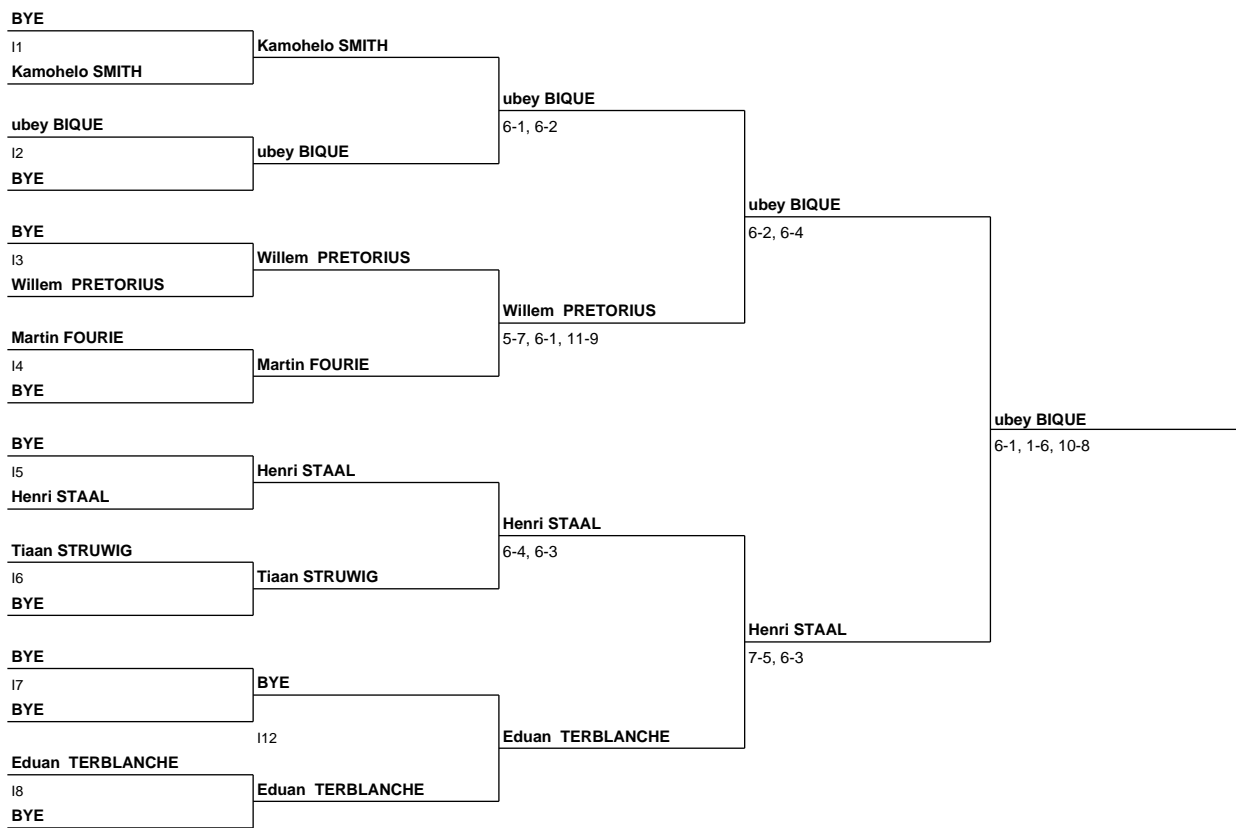 BYE
I1
Kamohelo SMITH
Kamohelo SMITH
ubey BIQUE
6-1, 6-2
ubey BIQUE
I2
BYE
ubey BIQUE
ubey BIQUE
6-2, 6-4
BYE
I3
Willem  PRETORIUS
Willem  PRETORIUS
Willem  PRETORIUS
5-7, 6-1, 11-9
Martin FOURIE
I4
BYE
Martin FOURIE
ubey BIQUE
6-1, 1-6, 10-8
BYE
I5
Henri STAAL
Henri STAAL
Henri STAAL
6-4, 6-3
Tiaan STRUWIG
I6
BYE
Tiaan STRUWIG
Henri STAAL
7-5, 6-3
BYE
I7
BYE
BYE
I12
Eduan  TERBLANCHE
Eduan  TERBLANCHE
I8
BYE
Eduan  TERBLANCHE